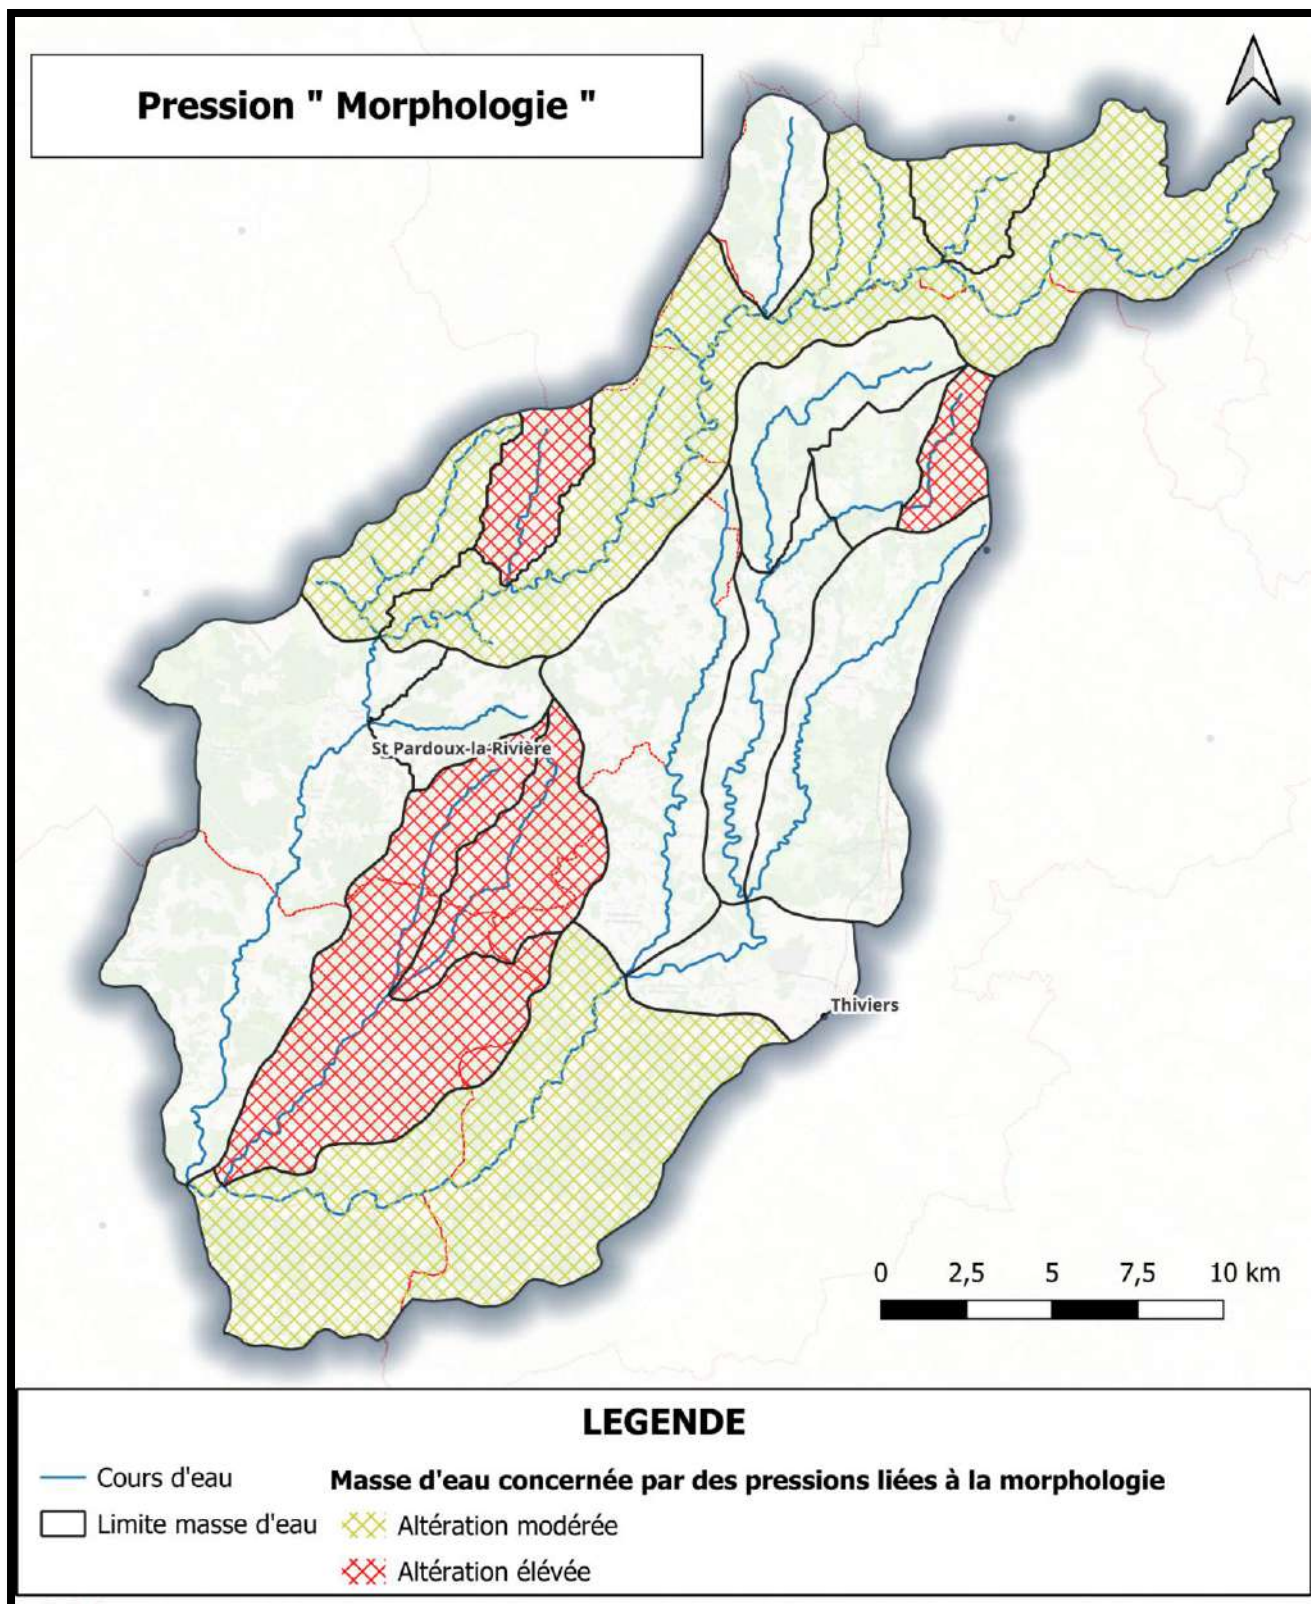 Pression " Morphologie "
St Pardoux-la-Rivière
Thiviers
0 2,5 5 7,5 10 km
LEGENDE
Cours d'eau
Masse d'eau concernée par des pressions liées à la morphologie
Limite masse d'eau
Altération modérée
Altération élévée